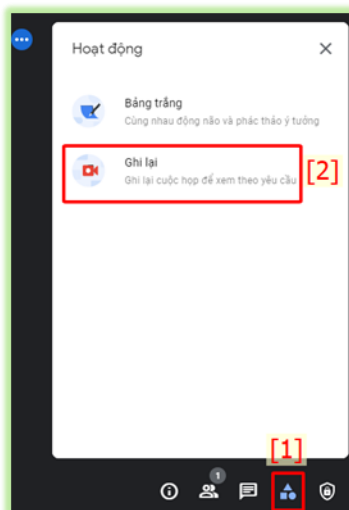 Hoạt động
Bảng trắng
Cùng nhau động não và phác thảo ý tưởng
Ghi lại
Ghi lại cuộc họp để xem theo yêu cầu
[2]
[1]
1